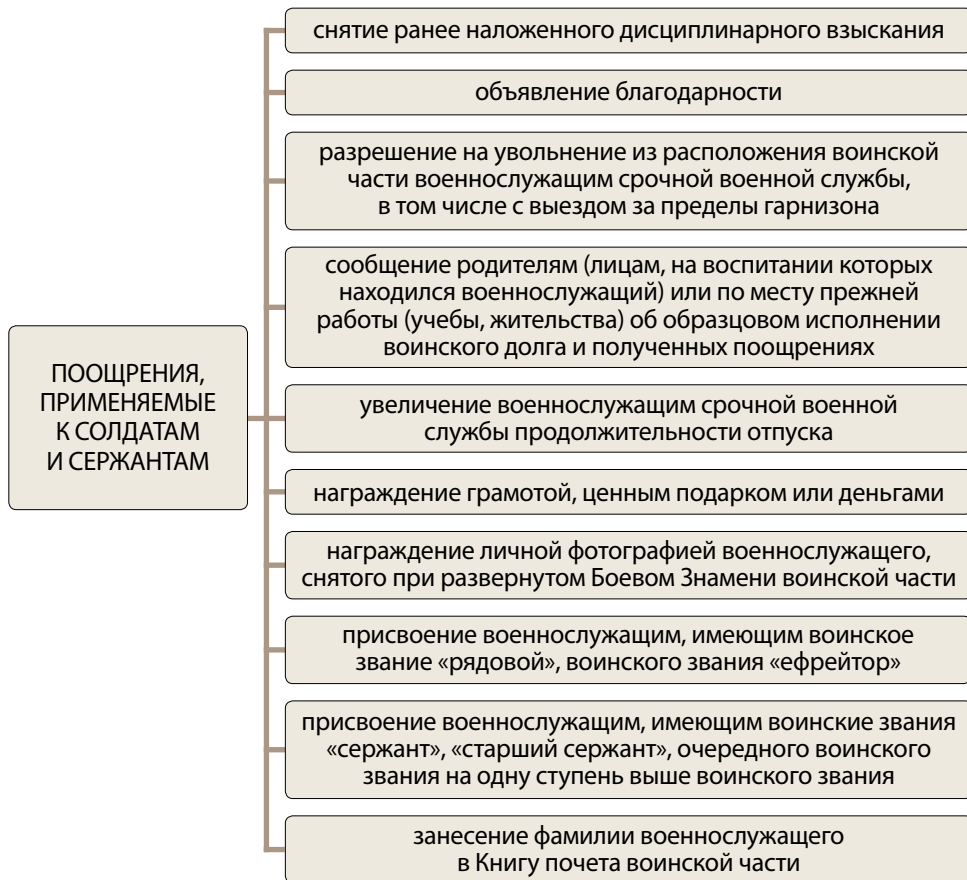 снятие ранее наложенного дисциплинарного взыскания
объявление благодарности
разрешение на увольнение из расположения воинской
части военнослужащим срочной военной службы,
в том числе с выездом за пределы гарнизона
сообщение родителям (лицам, на воспитании которых
находился военнослужащий) или по месту прежней
работы (учебы, жительства) об образцовом исполнении
воинского долга и полученных поощрениях
ПООЩРЕНИЯ,
ПРИМЕНЯЕМЫЕ
К СОЛДАТАМ
И СЕРЖАНТАМ
увеличение военнослужащим срочной военной
службы продолжительности отпуска
награждение грамотой, ценным подарком или деньгами
награждение личной фотографией военнослужащего,
снятого при развернутом Боевом Знамени воинской части
присвоение военнослужащим, имеющим воинское
звание «рядовой», воинского звания «ефрейтор»
присвоение военнослужащим, имеющим воинские звания
«сержант», «старший сержант», очередного воинского
звания на одну ступень выше воинского звания
занесение фамилии военнослужащего
в Книгу почета воинской части